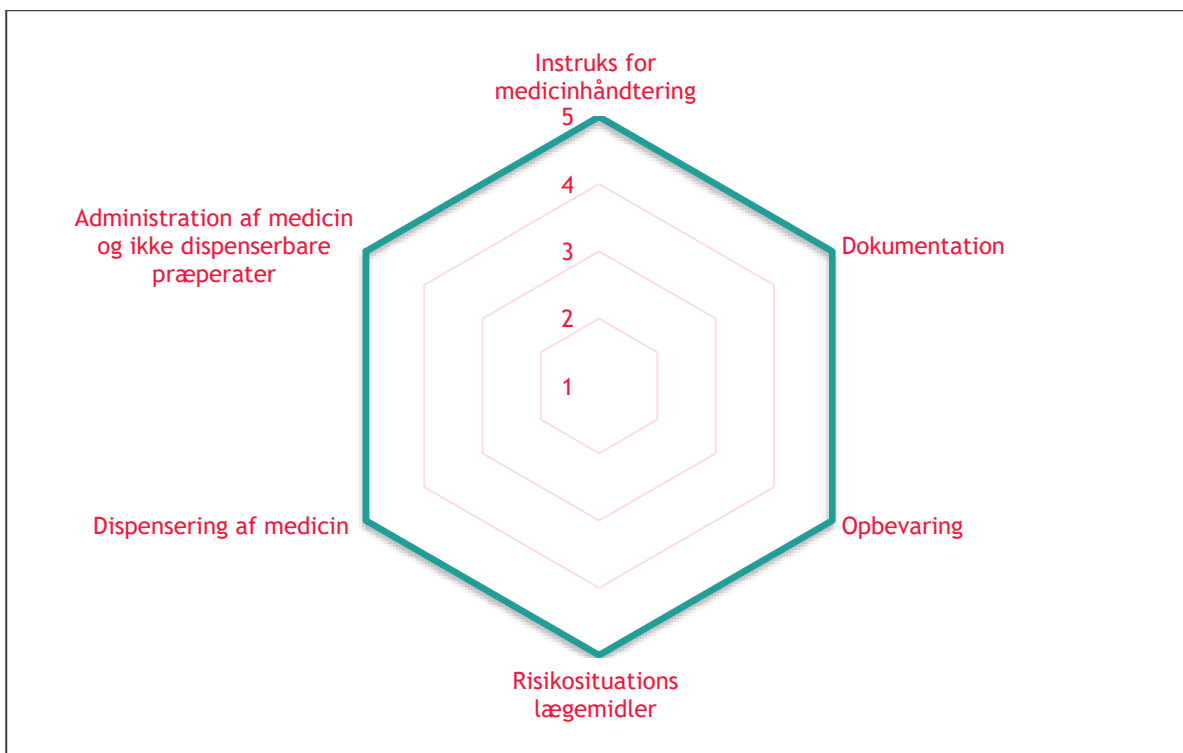 Instruks for
medicinhåndtering
5
4
3
2
1
Administration af medicin
og ikke dispenserbare
præperater
Dokumentation
Dispensering af medicin
Opbevaring
Risikosituations
lægemidler